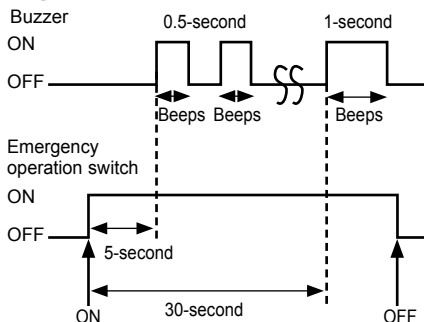 Buzzer
0.5-second
1-second
ON
OFF
Beeps
Beeps
Beeps
Emergency
operation switch
ON
OFF
5-second
30-second
ON
OFF